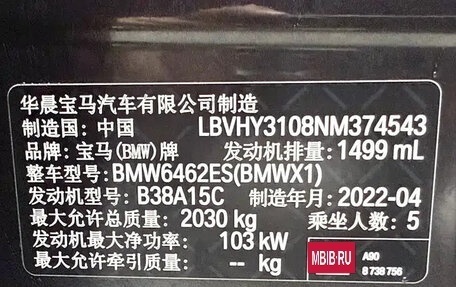 华晨宝马汽车有限公司制造
制造国：中国 LBVHY3108NM374543
品牌：宝马(BMW)牌 发动机排量：1499 mL
整车型号：BMW6462ES(BMWX1)
发动机型号：B38A15C 制造年月：2022-04
最大允许总质量：2030 kg 乘坐人数：5
发动机最大净功率：103 kW
最大允许牵引质量：-- kg
MBIB·RU
A90
8 738 756